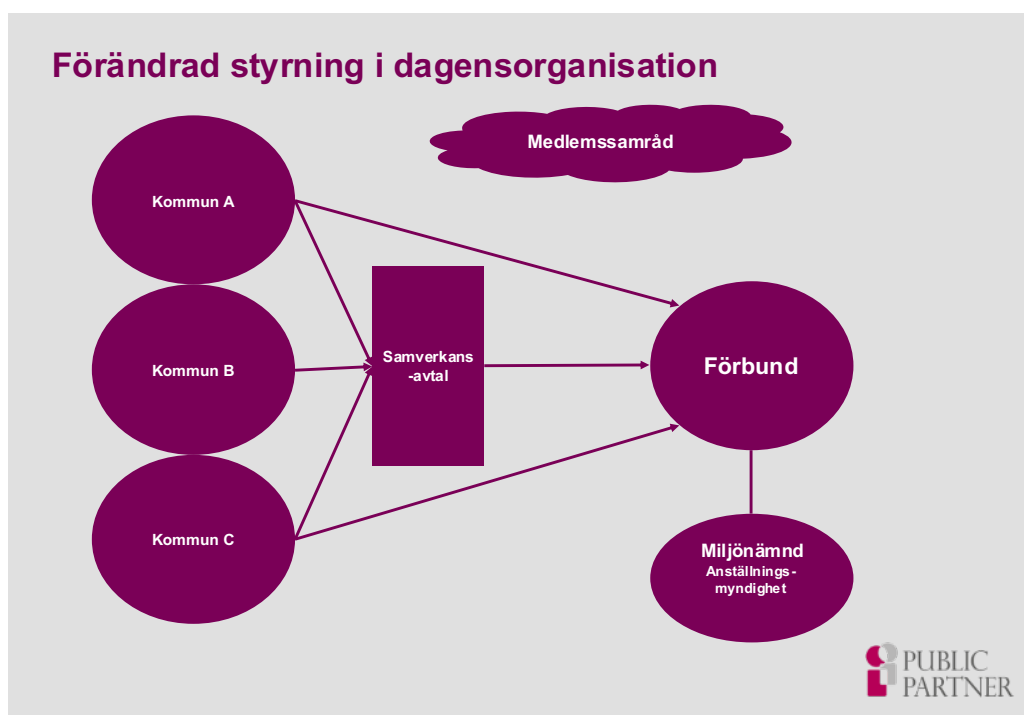 Förändrad styrning i dagensorganisation
Medlemssamråd
Kommun A
Samverkans
-avtal
Kommun B
Förbund
Kommun C
Miljönämnd
Anställnings-
myndighet
PUBLIC
PARTNER